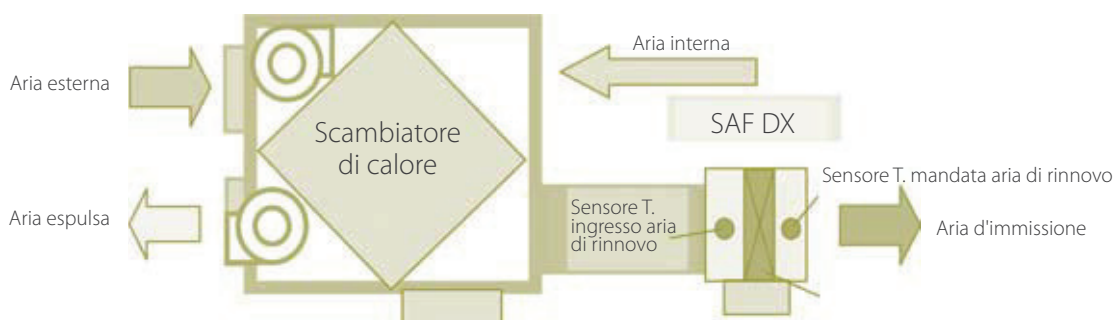 Aria interna
Aria esterna
SAF DX
Scambiatore
di calore
Sensore T. mandata aria di rinnovo
Aria espulsa
Sensore T.
ingresso aria
di rinnovo
Aria d'immissione